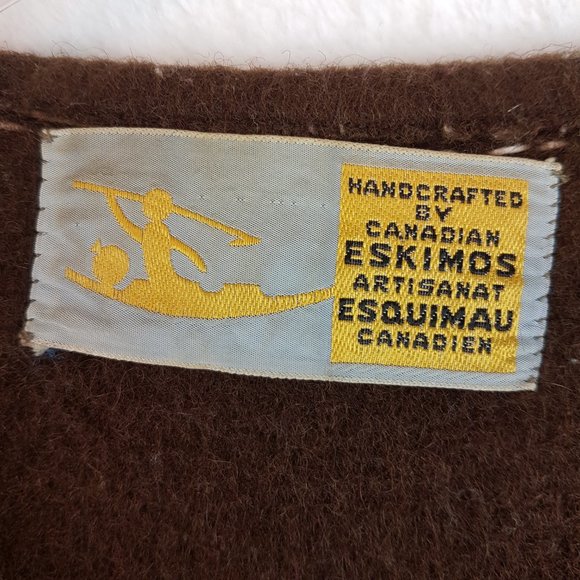 HANDCRAFTED
BY
CANADIAN
ESKIMOS
ARTISANAT
ESQUIMAU
CANADIEN